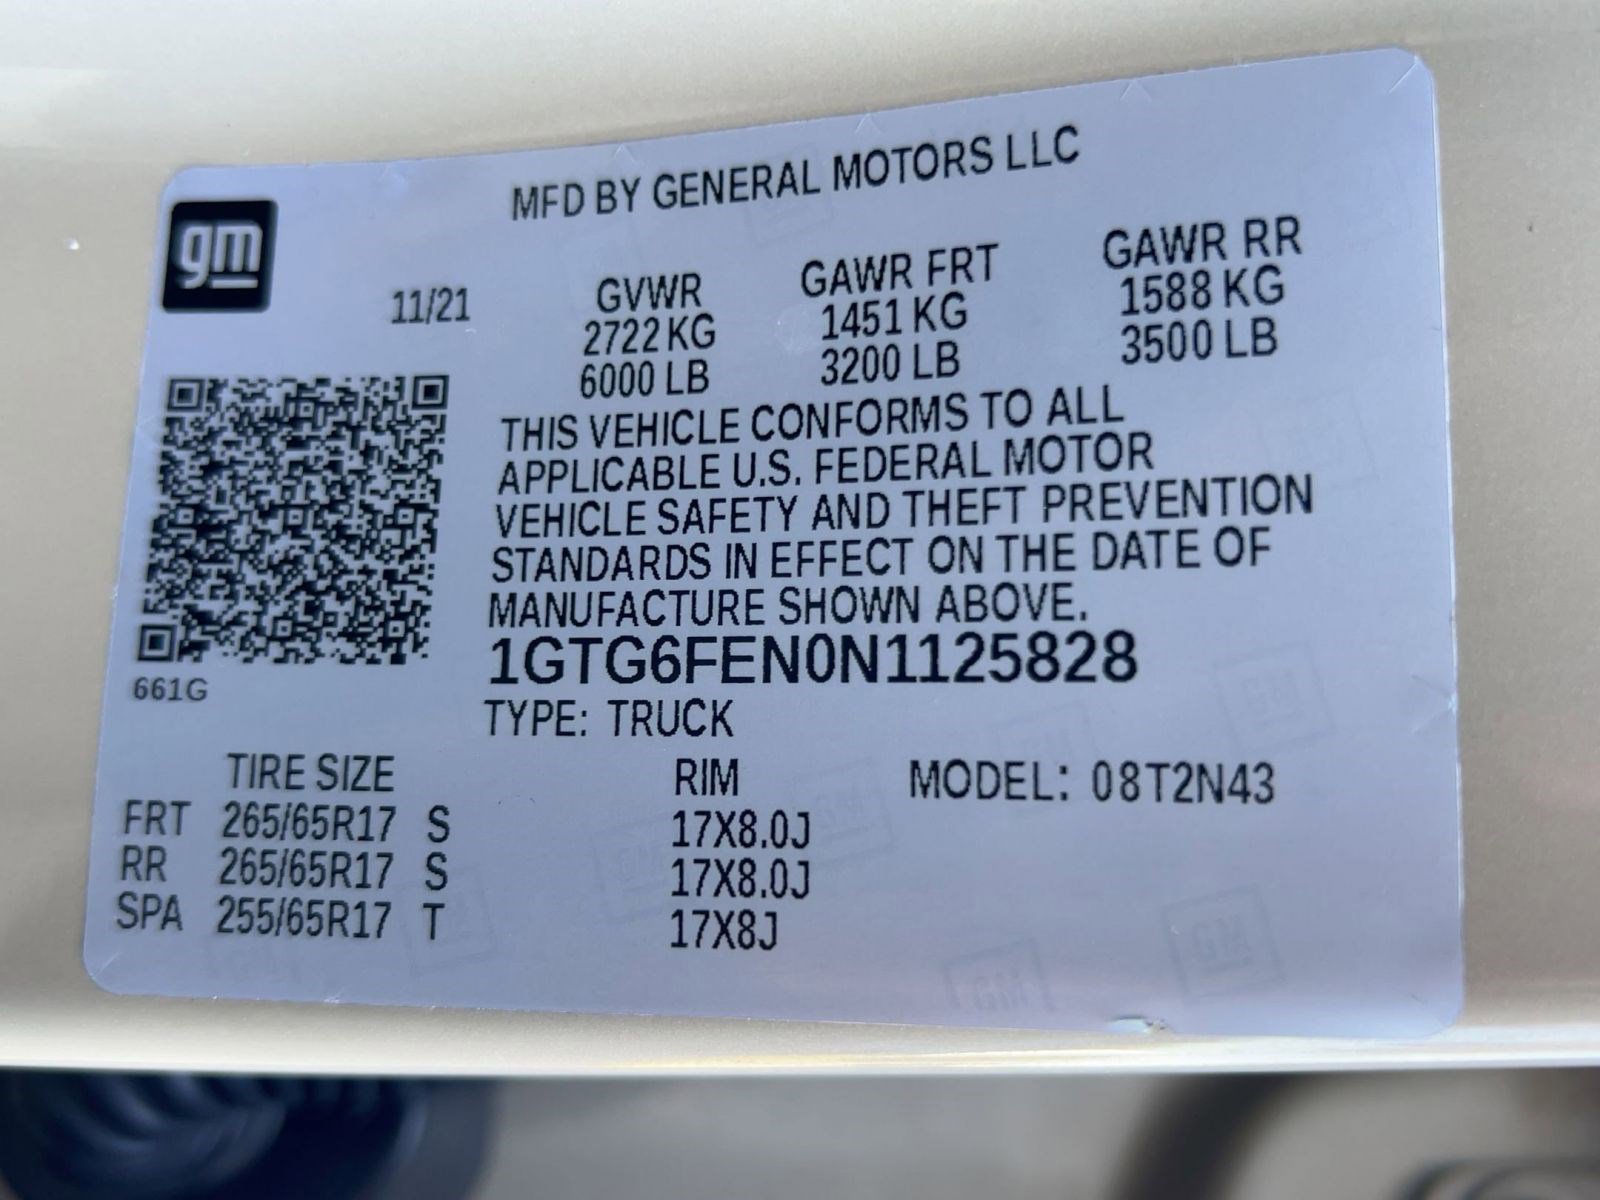 MFD BY GENERAL MOTORS LLC
gm
11/21
GVWR GAWR FRT GAWR RR
2722 KG 1451 KG 1588 KG
6000 LB 3200 LB 3500 LB
THIS VEHICLE CONFORMS TO ALL
APPLICABLE U.S. FEDERAL MOTOR
VEHICLE SAFETY AND THEFT PREVENTION
STANDARDS IN EFFECT ON THE DATE OF
MANUFACTURE SHOWN ABOVE.
1GTG6FEN0N1125828
661G
TYPE: TRUCK
TIRE SIZE RIM MODEL: 08T2N43
FRT 265/65R17 S 17X8.0J
RR 265/65R17 S 17X8.0J
SPA 255/65R17 T 17X8J